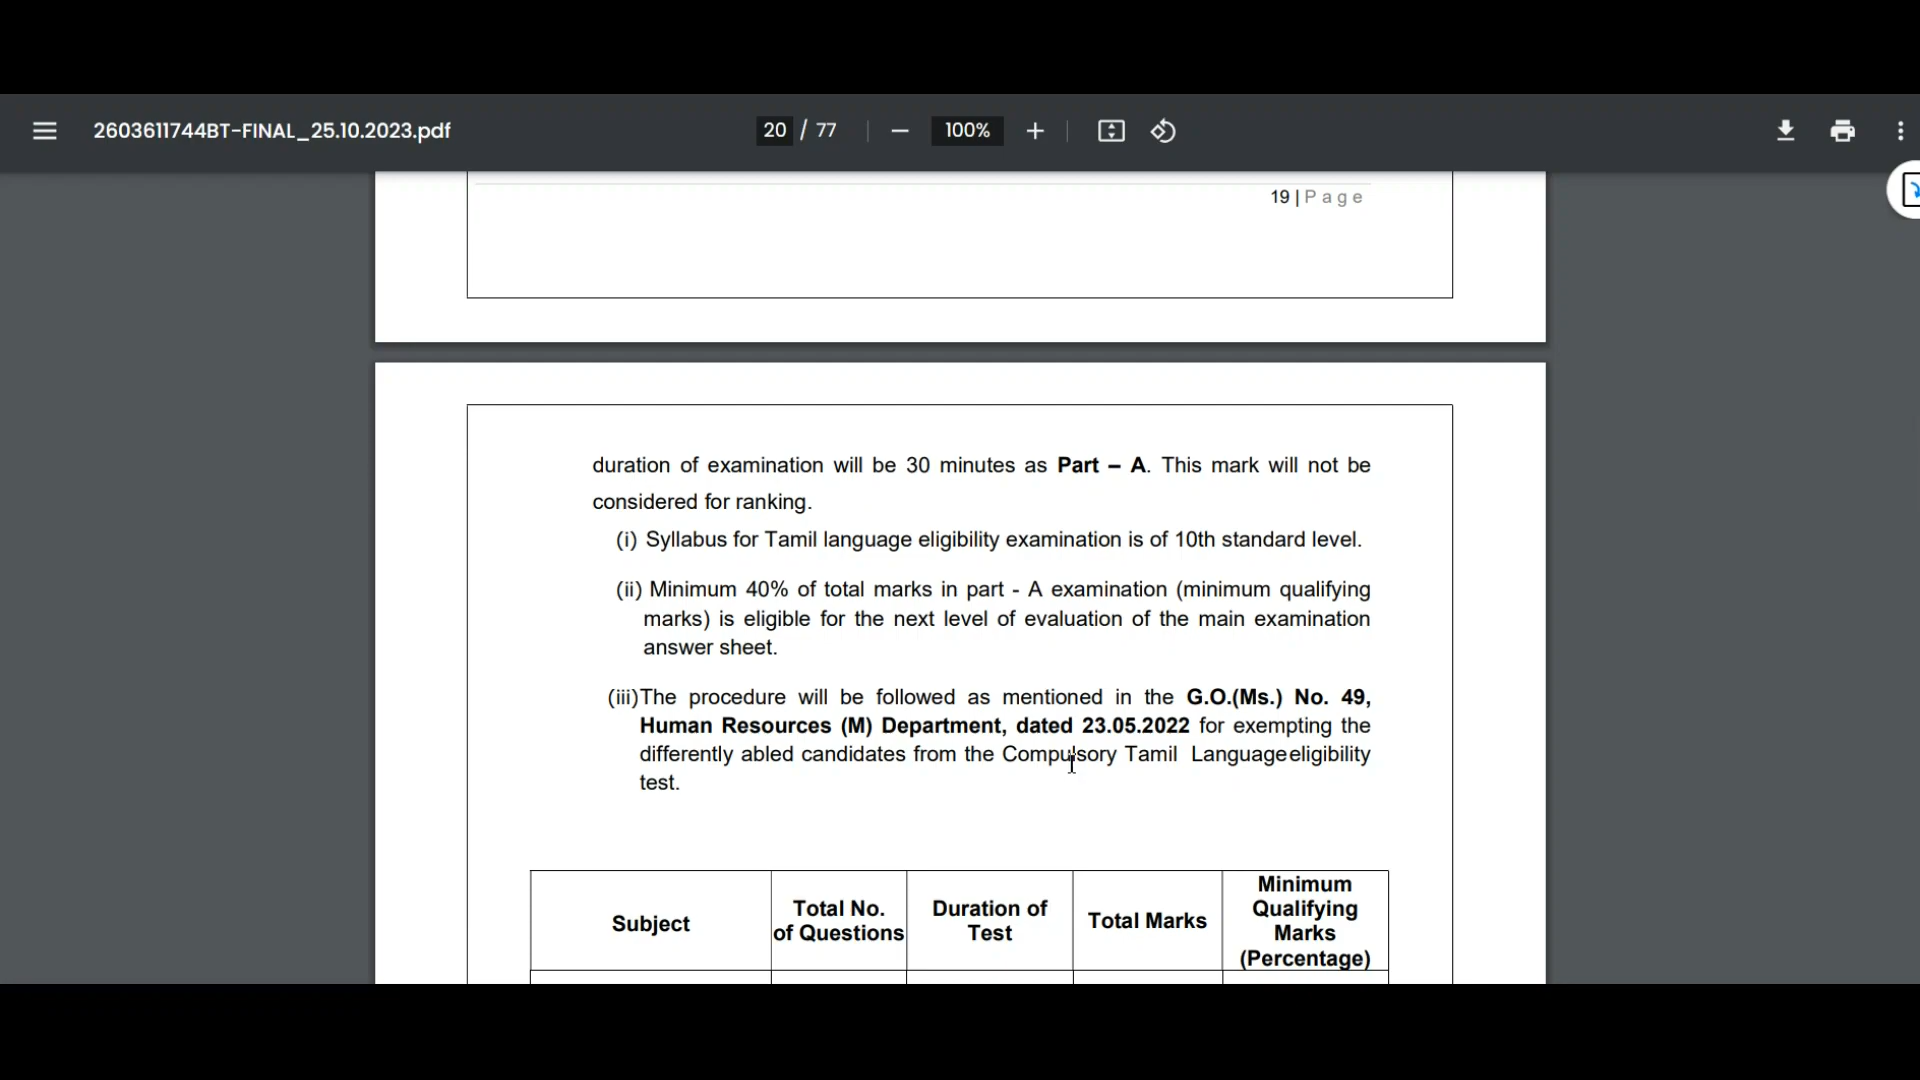 2603611744BT-FINAL_25.10.2023.pdf
20 / 77
100%
19 | P a g e
duration of examination will be 30 minutes as Part – A. This mark will not be
considered for ranking.
(i) Syllabus for Tamil language eligibility examination is of 10th standard level.
(ii) Minimum 40% of total marks in part - A examination (minimum qualifying
marks) is eligible for the next level of evaluation of the main examination
answer sheet.
(iii)The procedure will be followed as mentioned in the G.O.(Ms.) No. 49,
Human Resources (M) Department, dated 23.05.2022 for exempting the
differently abled candidates from the Compulsory Tamil Languageeligibility
test.
Subject
Total No.
of Questions
Duration of
Test
Total Marks
Minimum
Qualifying
Marks
(Percentage)